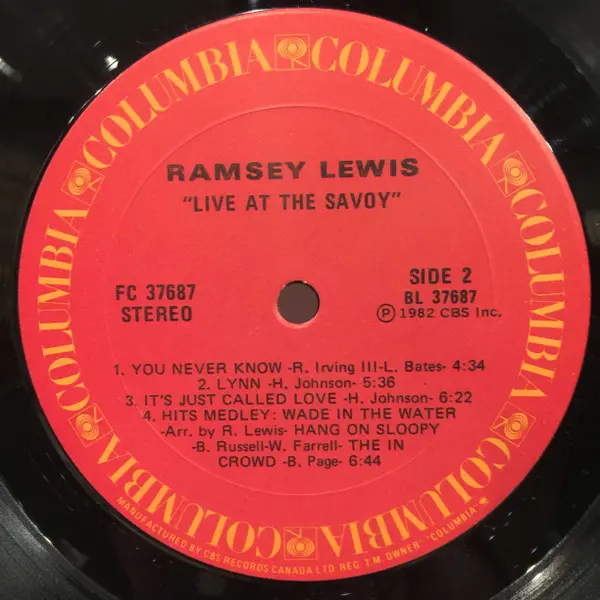 COLUMBIA COLUMBIA COLUMBIA COLUMBIA COLUMBIA COLUMBIA COLUMBIA COLUMBIA
RAMSEY LEWIS
"LIVE AT THE SAVOY"
FC 37687
STEREO
SIDE 2
BL 37687
Ⓟ 1982 CBS Inc.
1. YOU NEVER KNOW -R. Irving III-L. Bates- 4:34
2. LYNN -H. Johnson- 5:36
3. IT'S JUST CALLED LOVE -H. Johnson- 6:22
4. HITS MEDLEY: WADE IN THE WATER
-Arr. by R. Lewis- HANG ON SLOOPY
-B. Russell-W. Farrell- THE IN
CROWD -B. Page- 6:44
MANUFACTURED BY CBS RECORDS CANADA LTD REG. T.M. OWNER "COLUMBIA"